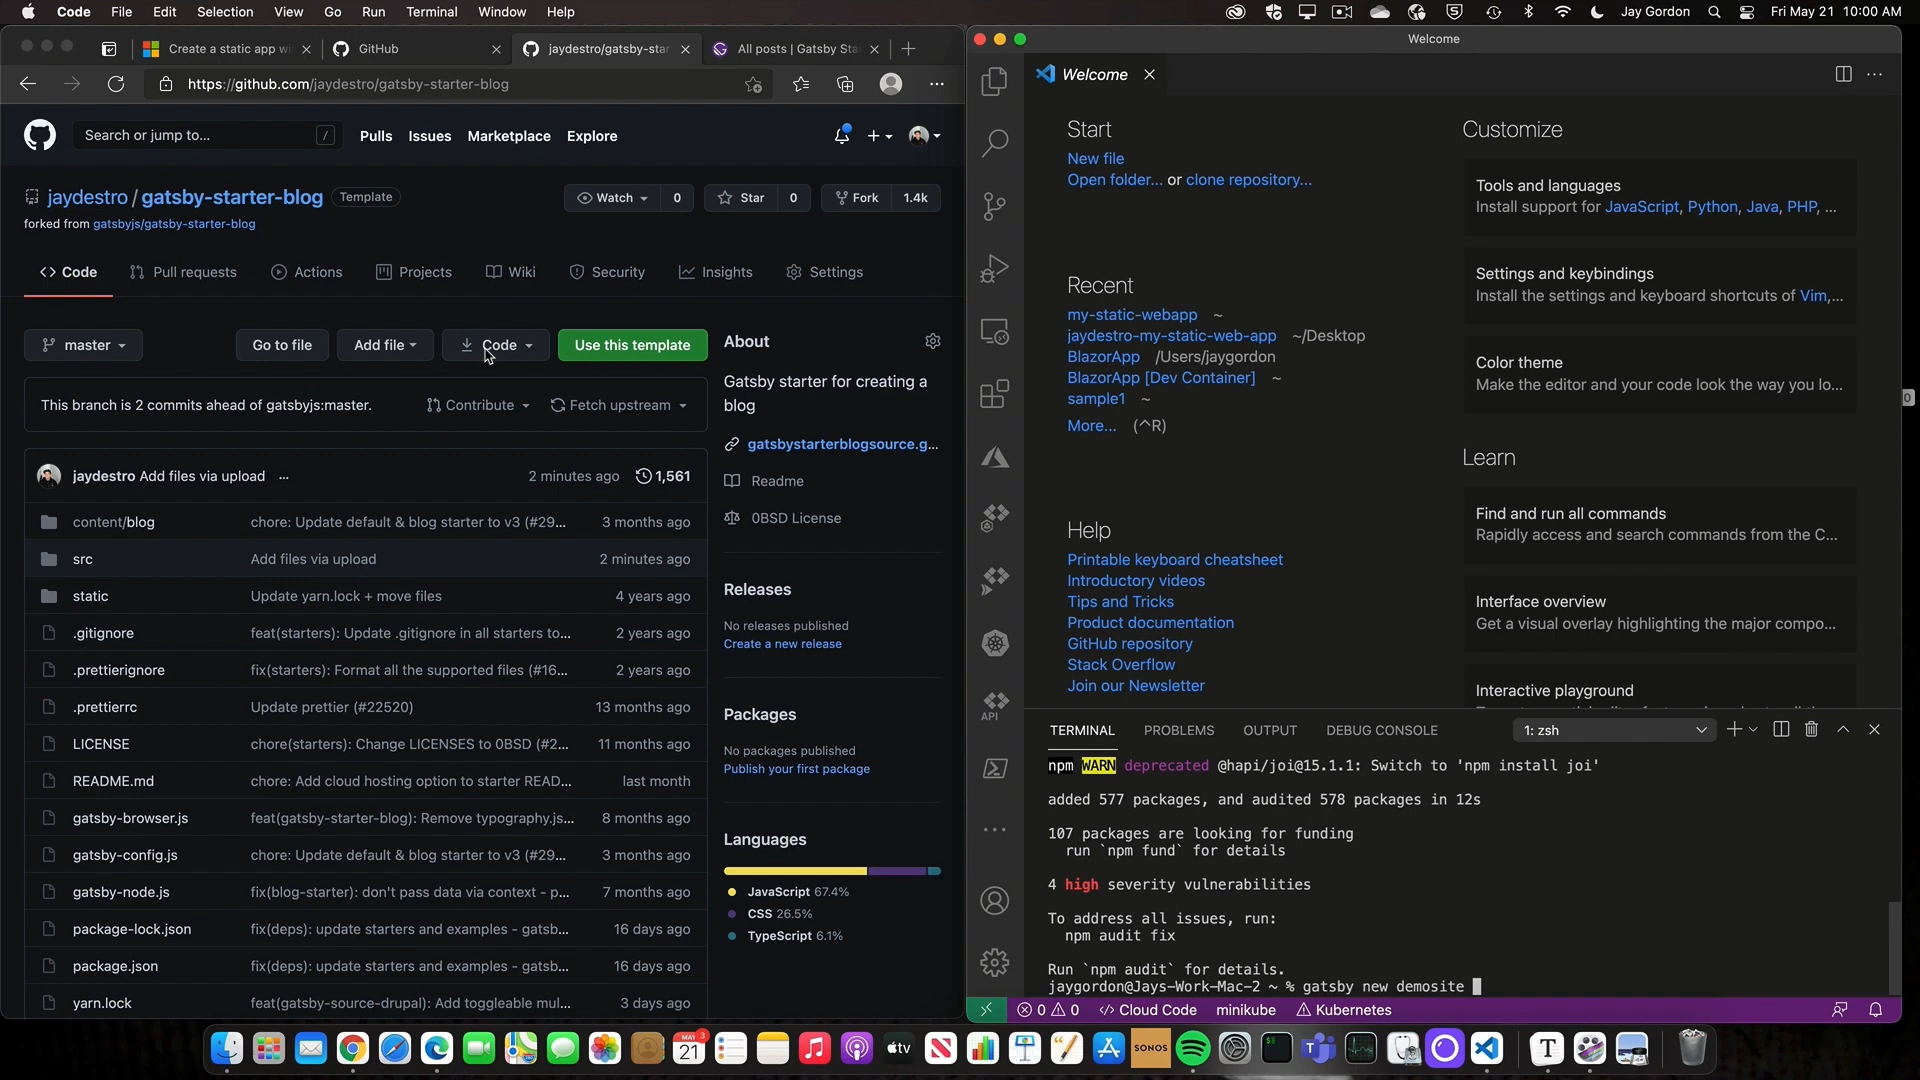 Code File Edit Selection View Go Run Terminal Window Help
Jay Gordon Fri May 21 10:00 AM
Create a static app wi
GitHub
jaydestro/gatsby-star
All posts | Gatsby Sta
https://github.com/jaydestro/gatsby-starter-blog
Search or jump to... /
Pulls Issues Marketplace Explore
jaydestro / gatsby-starter-blog Template
forked from gatsbyjs/gatsby-starter-blog
Watch 0 Star 0 Fork 1.4k
Code Pull requests Actions Projects Wiki Security Insights Settings
master Go to file Add file Code Use this template
This branch is 2 commits ahead of gatsbyjs:master. Contribute Fetch upstream
jaydestro Add files via upload ... 2 minutes ago 1,561
content/blog chore: Update default & blog starter to v3 (#29... 3 months ago
src Add files via upload 2 minutes ago
static Update yarn.lock + move files 4 years ago
.gitignore feat(starters): Update .gitignore in all starters to... 2 years ago
.prettierignore fix(starters): Format all the supported files (#16... 2 years ago
.prettierrc Update prettier (#22520) 13 months ago
LICENSE chore(starters): Change LICENSES to 0BSD (#2... 11 months ago
README.md chore: Add cloud hosting option to starter READ... last month
gatsby-browser.js feat(gatsby-starter-blog): Remove typography.js... 8 months ago
gatsby-config.js chore: Update default & blog starter to v3 (#29... 3 months ago
gatsby-node.js fix(blog-starter): don't pass data via context - p... 7 months ago
package-lock.json fix(deps): update starters and examples - gatsb... 16 days ago
package.json fix(deps): update starters and examples - gatsb... 16 days ago
yarn.lock feat(gatsby-source-drupal): Add toggleable mul... 3 days ago
About
Gatsby starter for creating a
blog
gatsbystarterblogsource.g...
Readme
0BSD License
Releases
No releases published
Create a new release
Packages
No packages published
Publish your first package
Languages
JavaScript 67.4%
CSS 26.5%
TypeScript 6.1%
Welcome
Welcome
Start
New file
Open folder... or clone repository...
Recent
my-static-webapp ~
jaydestro-my-static-web-app ~/Desktop
BlazorApp /Users/jaygordon
BlazorApp [Dev Container] ~
sample1 ~
More... (^R)
Help
Printable keyboard cheatsheet
Introductory videos
Tips and Tricks
Product documentation
GitHub repository
Stack Overflow
Join our Newsletter
Customize
Tools and languages
Install support for JavaScript, Python, Java, PHP, ...
Settings and keybindings
Install the settings and keyboard shortcuts of Vim,...
Color theme
Make the editor and your code look the way you lo...
Learn
Find and run all commands
Rapidly access and search commands from the C...
Interface overview
Get a visual overlay highlighting the major compo...
Interactive playground
API
TERMINAL PROBLEMS OUTPUT DEBUG CONSOLE 1: zsh
npm WARN deprecated @hapi/joi@15.1.1: Switch to 'npm install joi'
added 577 packages, and audited 578 packages in 12s
107 packages are looking for funding
run `npm fund` for details
4 high severity vulnerabilities
To address all issues, run:
npm audit fix
Run `npm audit` for details.
jaygordon@Jays-Work-Mac-2 ~ % gatsby new demosite
0 0 Cloud Code minikube Kubernetes
MAY 21 3
tv
SONOS